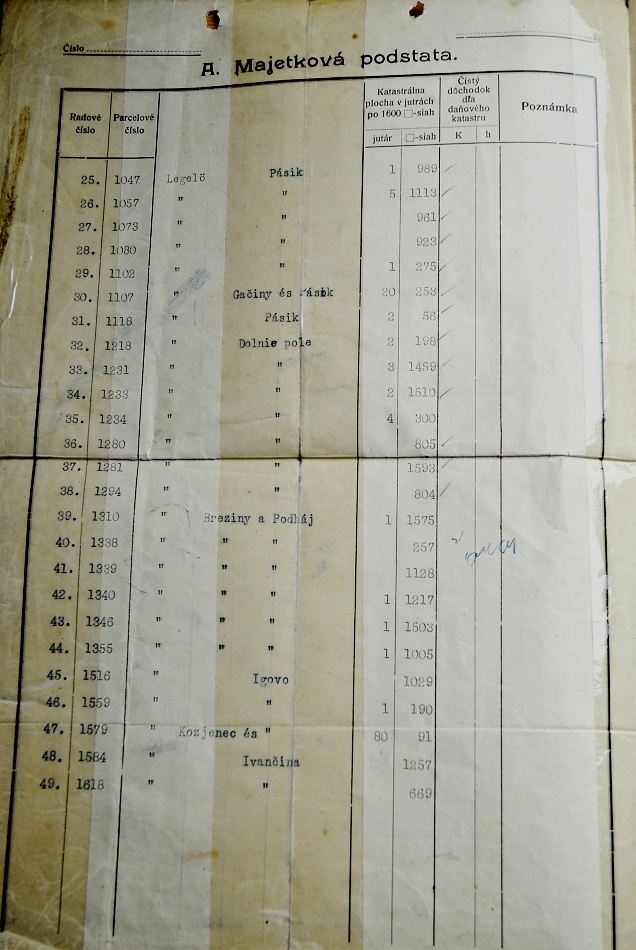 Číslo
A. Majetková podstata.
Radové číslo Parcelové číslo Katastrálna plocha v jutrách po 1600 □-siah Čistý dôchodok dľa daňového katastru Poznámka
jutár □-siah K h
25. 1047 Legelő Pásik 1 989
26. 1057 " " 5 1113
27. 1073 " " 961
28. 1080 " " 923
29. 1102 " " 1 275
30. 1107 " Gačiny és Pásik 20 253
31. 1118 " Pásik 2 56
32. 1218 " Dolnie pole 2 198
33. 1231 " " 3 1459
34. 1233 " " 2 1510
35. 1234 " " 4 300
36. 1280 " " 805
37. 1281 " " 1593
38. 1294 " " 804
39. 1310 " Breziny a Podháj 1 1575
40. 1338 " " " 257
41. 1339 " " " 1128
42. 1340 " " " 1 1217
43. 1346 " " " 1 1503
44. 1355 " " " 1 1005
45. 1516 " Igovo 1029
46. 1559 " " 1 190
47. 1579 " Kozjenec és " 80 91
48. 1584 " Ivančina 1257
49. 1618 " " 669